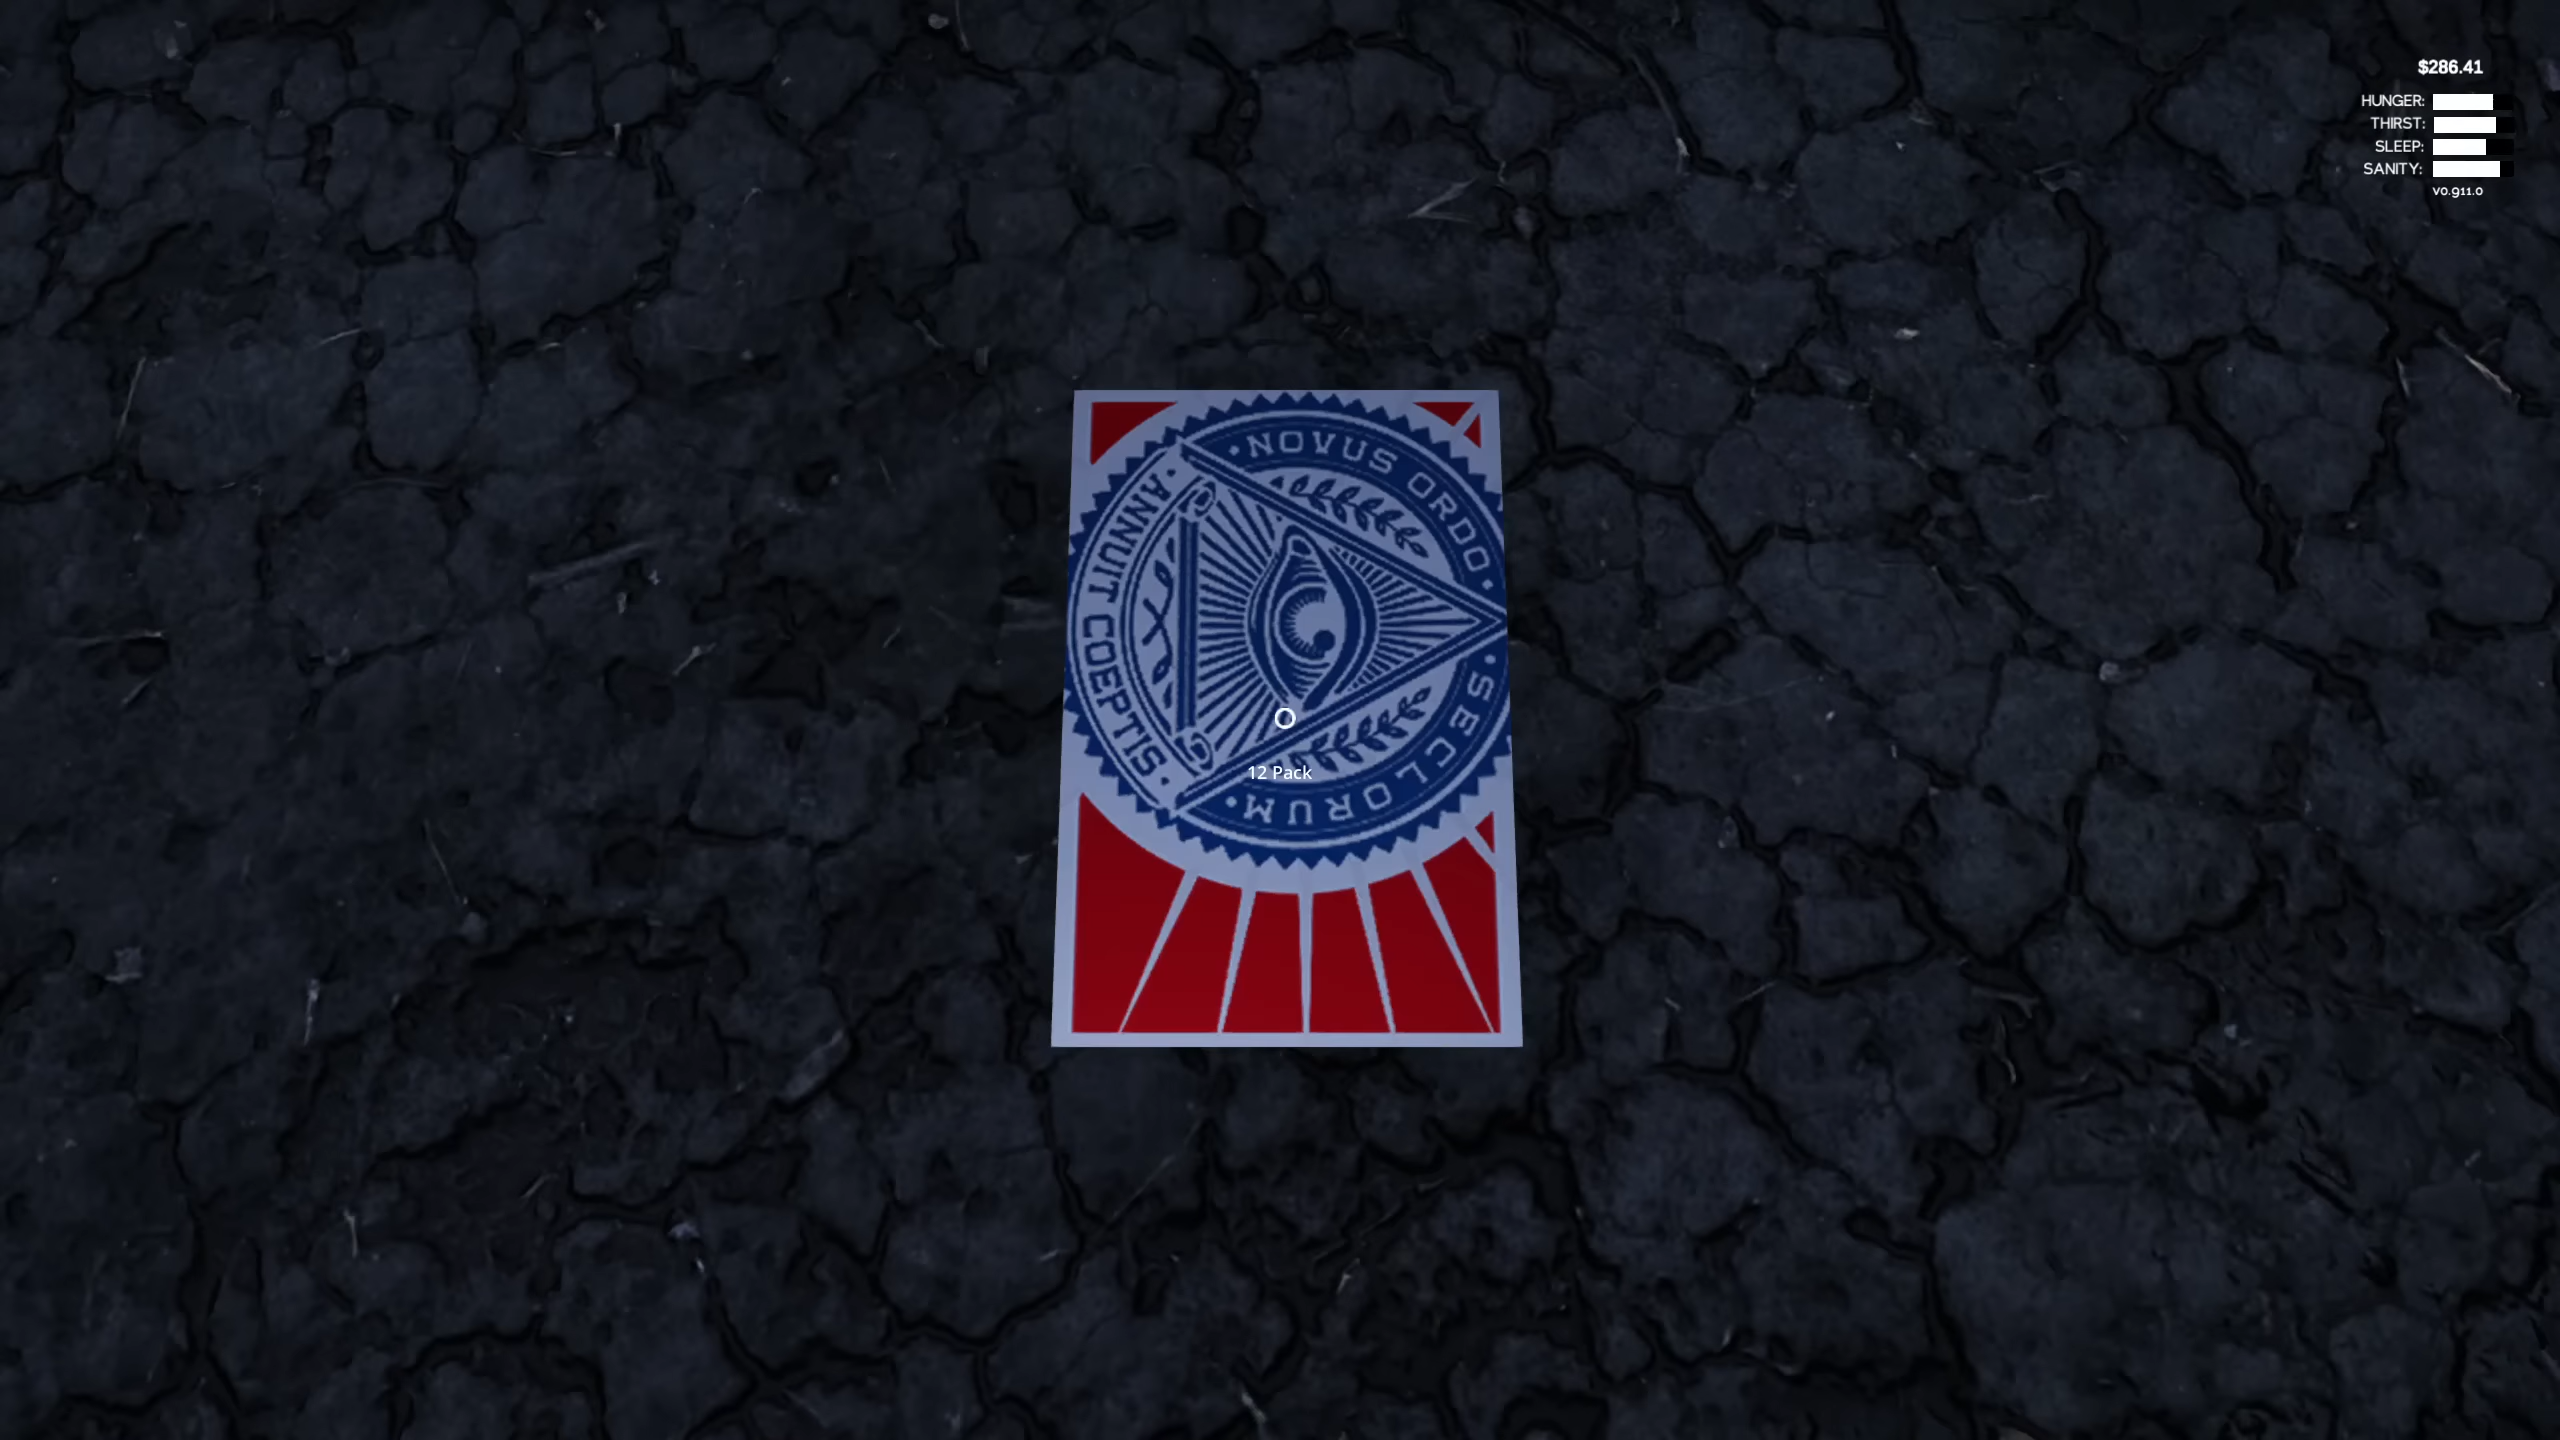 $286.41
HUNGER:
THIRST:
SLEEP:
SANITY:
v0.911.0
·NOVUS ORDO·
·SECLORUM·
·ANNUIT COEPTIS·
12 Pack